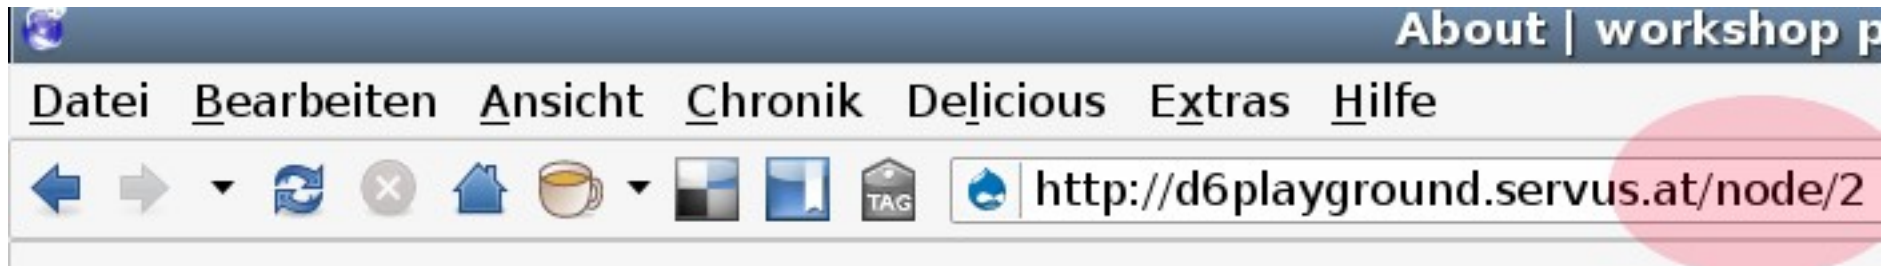 About | workshop p
Datei Bearbeiten Ansicht Chronik Delicious Extras Hilfe
TAG http://d6playground.servus.at/node/2